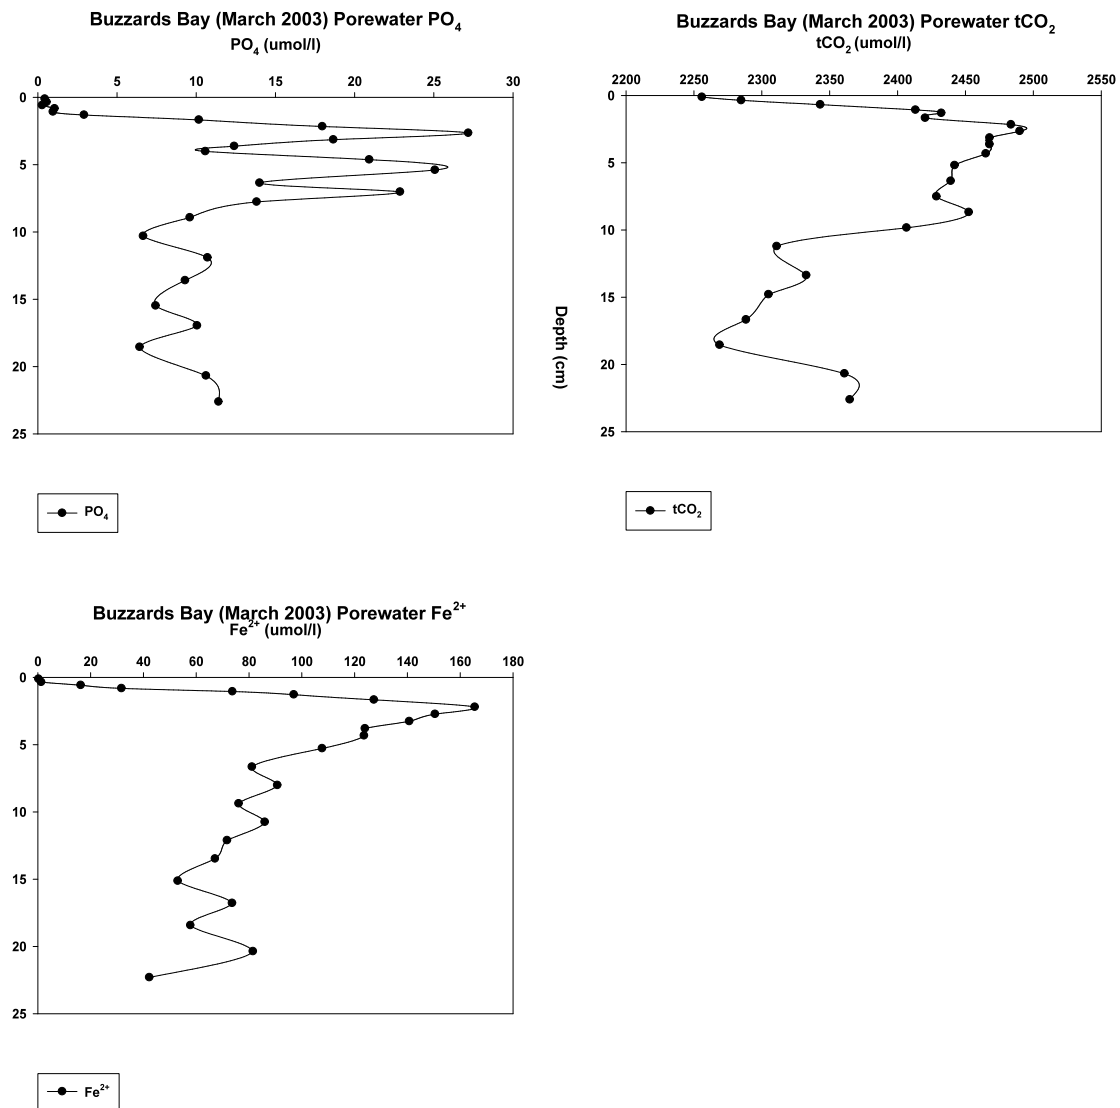 Buzzards Bay (March 2003) Porewater PO₄
PO₄ (umol/l)
0 5 10 15 20 25 30
0
5
10
15
20
25
PO₄
Buzzards Bay (March 2003) Porewater tCO₂
tCO₂ (umol/l)
2200 2250 2300 2350 2400 2450 2500 2550
Depth (cm)
0
5
10
15
20
25
tCO₂
Buzzards Bay (March 2003) Porewater Fe²⁺
Fe²⁺ (umol/l)
0 20 40 60 80 100 120 140 160 180
0
5
10
15
20
25
Fe²⁺